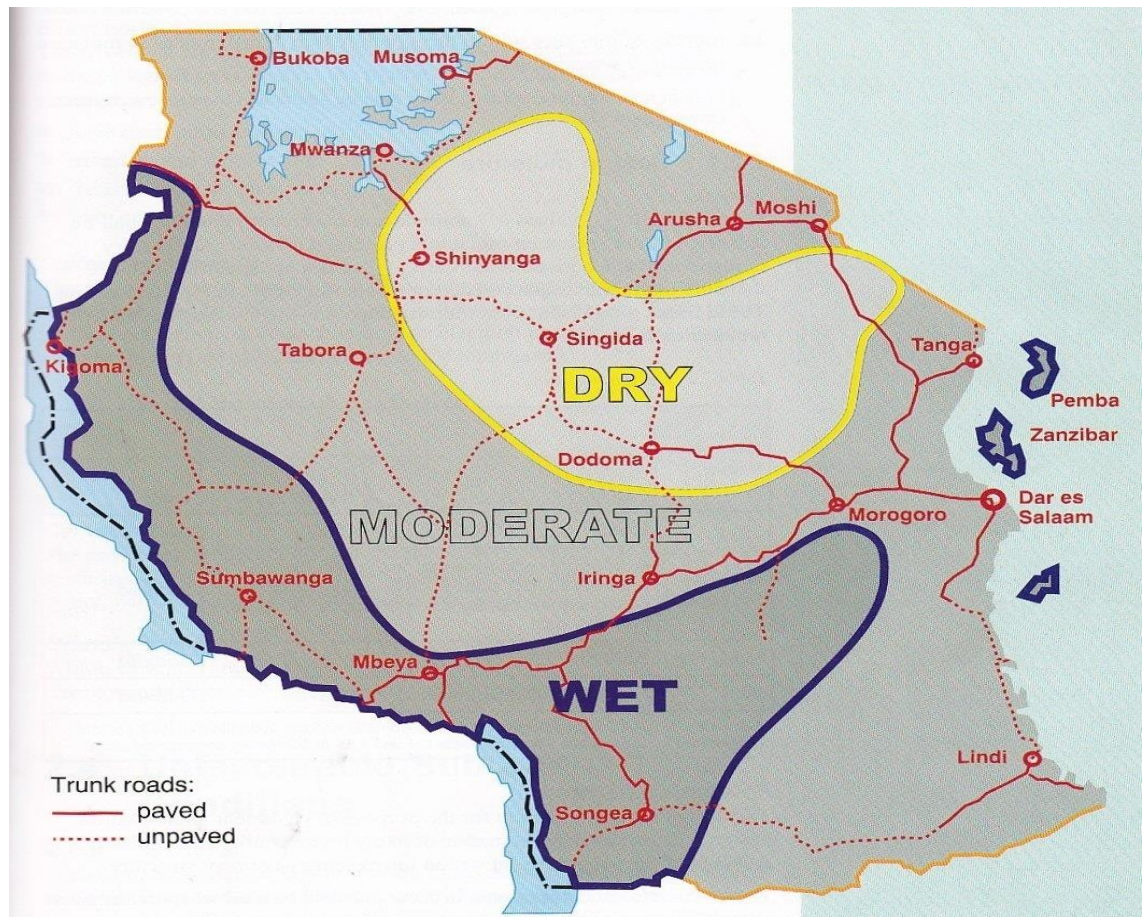 Bukoba
Musoma
Mwanza
Arusha
Moshi
Shinyanga
Singida
Tabora
Kigoma
DRY
Tanga
Pemba
Zanzibar
Dodoma
Dar es
Salaam
MODERATE
Morogoro
Iringa
Sumbawanga
Mbeya
WET
Lindi
Songea
Trunk roads:
paved
unpaved